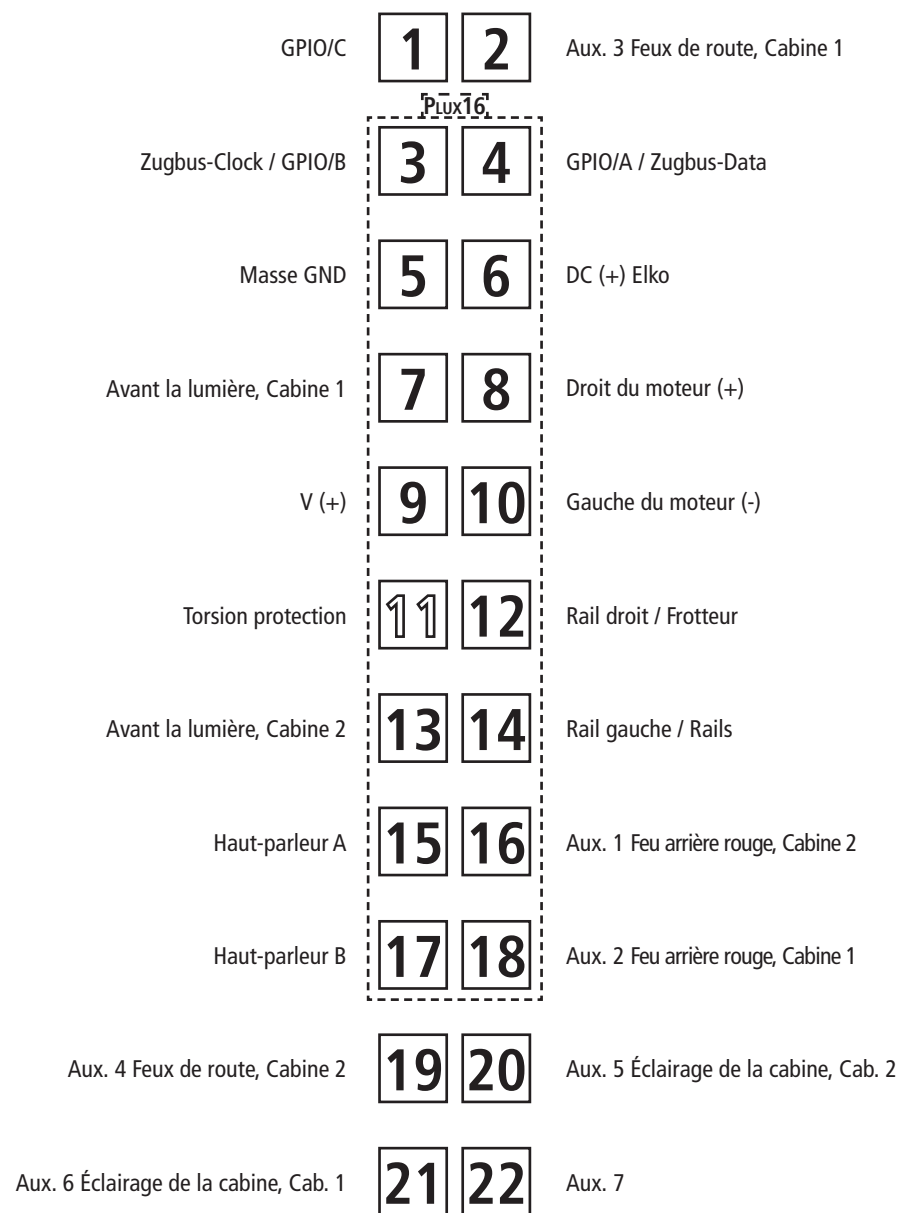 GPIO/C 1 2 Aux. 3 Feux de route, Cabine 1
PLUX16
Zugbus-Clock / GPIO/B 3 4 GPIO/A / Zugbus-Data
Masse GND 5 6 DC (+) Elko
Avant la lumière, Cabine 1 7 8 Droit du moteur (+)
V (+) 9 10 Gauche du moteur (-)
Torsion protection 11 12 Rail droit / Frotteur
Avant la lumière, Cabine 2 13 14 Rail gauche / Rails
Haut-parleur A 15 16 Aux. 1 Feu arrière rouge, Cabine 2
Haut-parleur B 17 18 Aux. 2 Feu arrière rouge, Cabine 1
Aux. 4 Feux de route, Cabine 2 19 20 Aux. 5 Éclairage de la cabine, Cab. 2
Aux. 6 Éclairage de la cabine, Cab. 1 21 22 Aux. 7